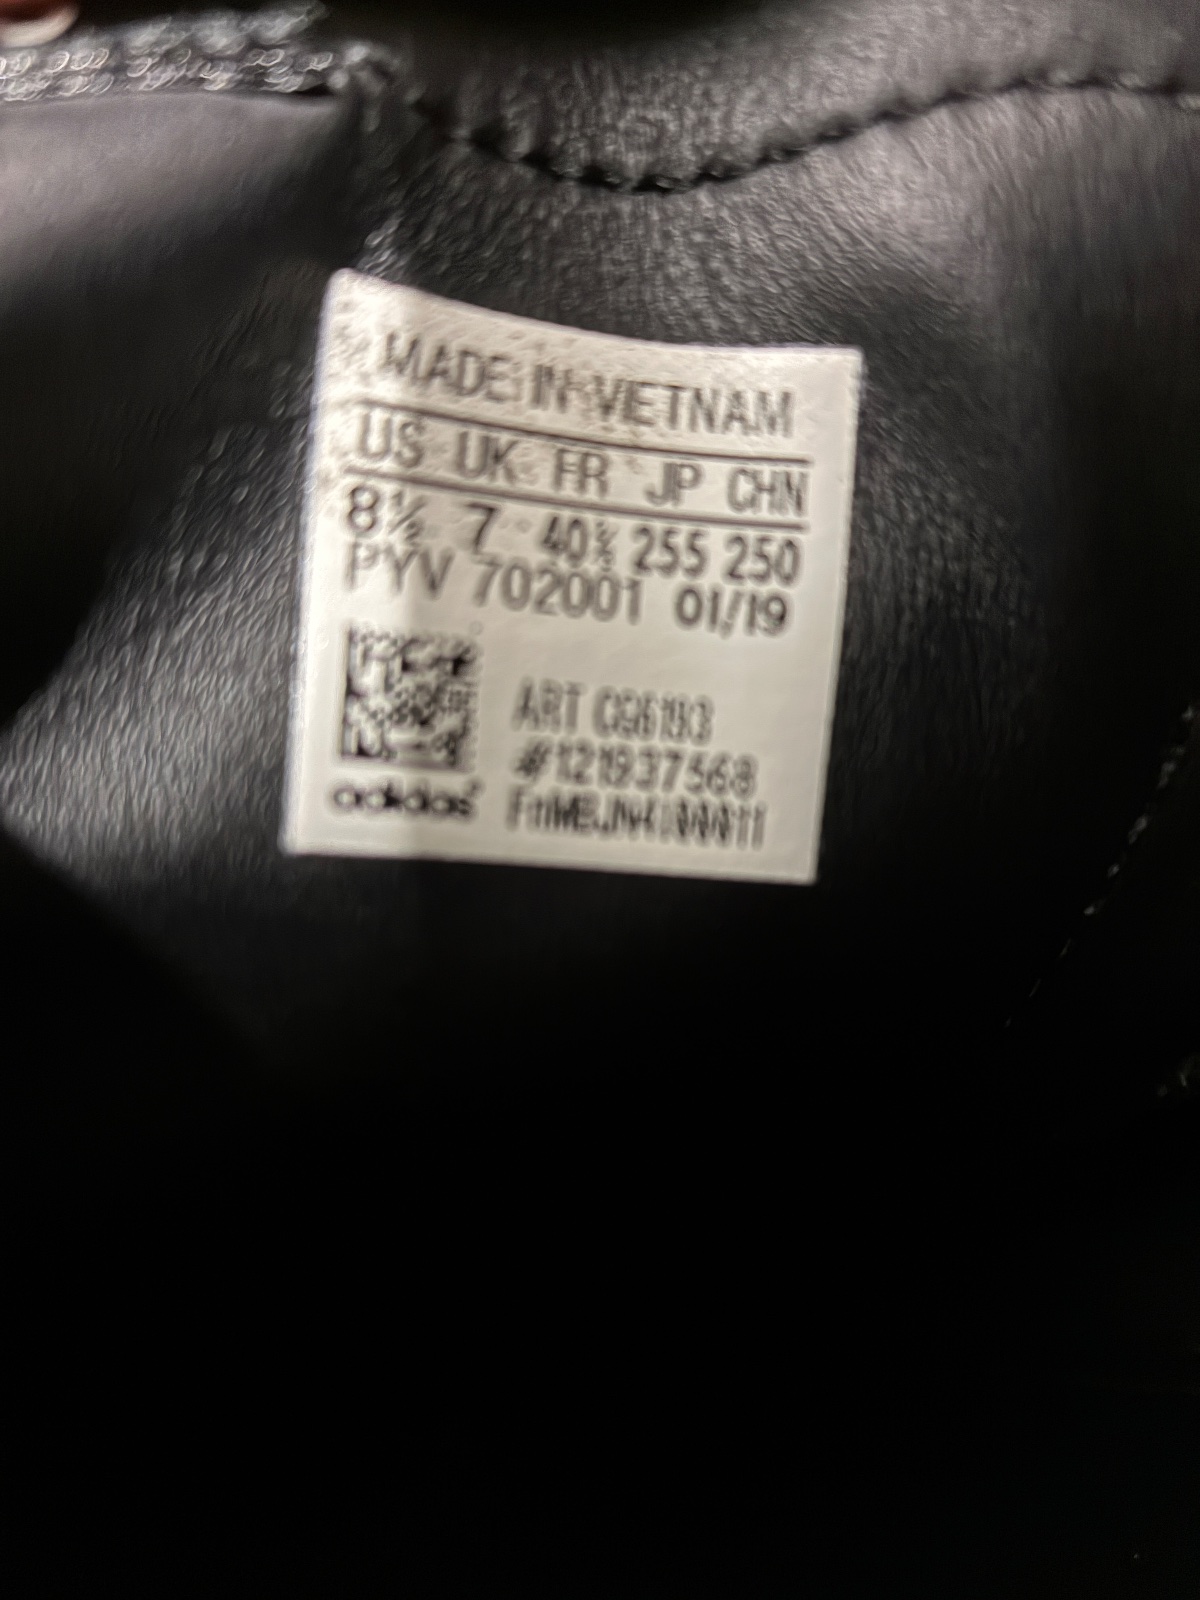 MADE IN VIETNAM
US UK FR JP CHN
8½ 7 40⅔ 255 250
PYV 702001 01/19
ART CG6193
#121937568
adidas